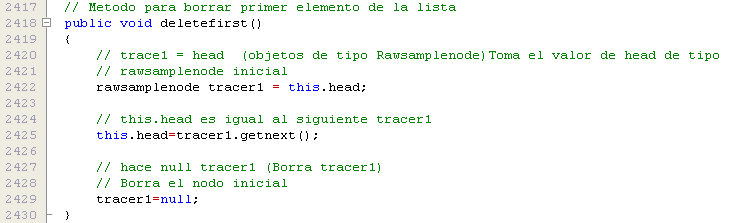 2417 // Metodo para borrar primer elemento de la lista
2418 public void deletefirst()
2419 {
2420 // trace1 = head  (objetos de tipo Rawsamplenode)Toma el valor de head de tipo
2421 // rawsamplenode inicial
2422 rawsamplenode tracer1 = this.head;
2423
2424 // this.head es igual al siguiente tracer1
2425 this.head=tracer1.getnext();
2426
2427 // hace null tracer1 (Borra tracer1)
2428 // Borra el nodo inicial
2429 tracer1=null;
2430 }